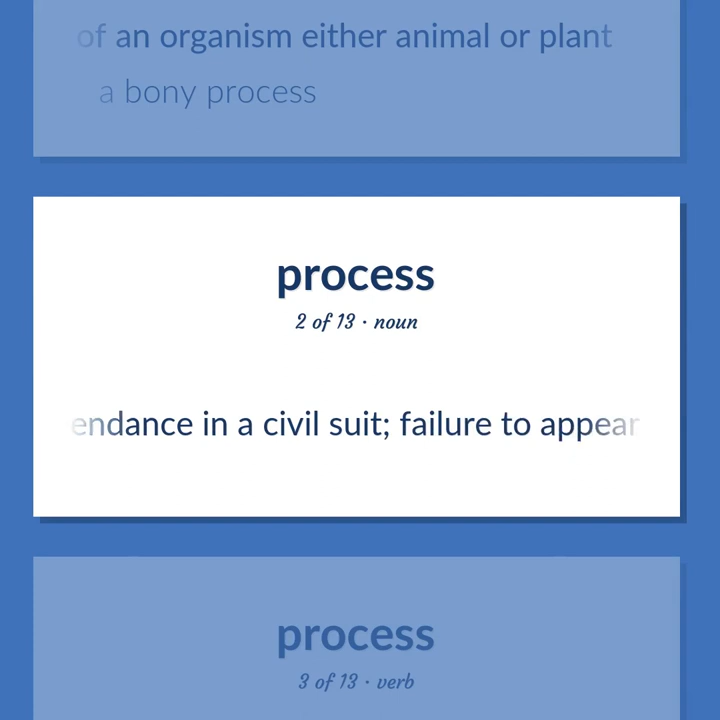 of an organism either animal or plant
a bony process
process
2 of 13 · noun
endance in a civil suit; failure to appear
process
3 of 13 · verb